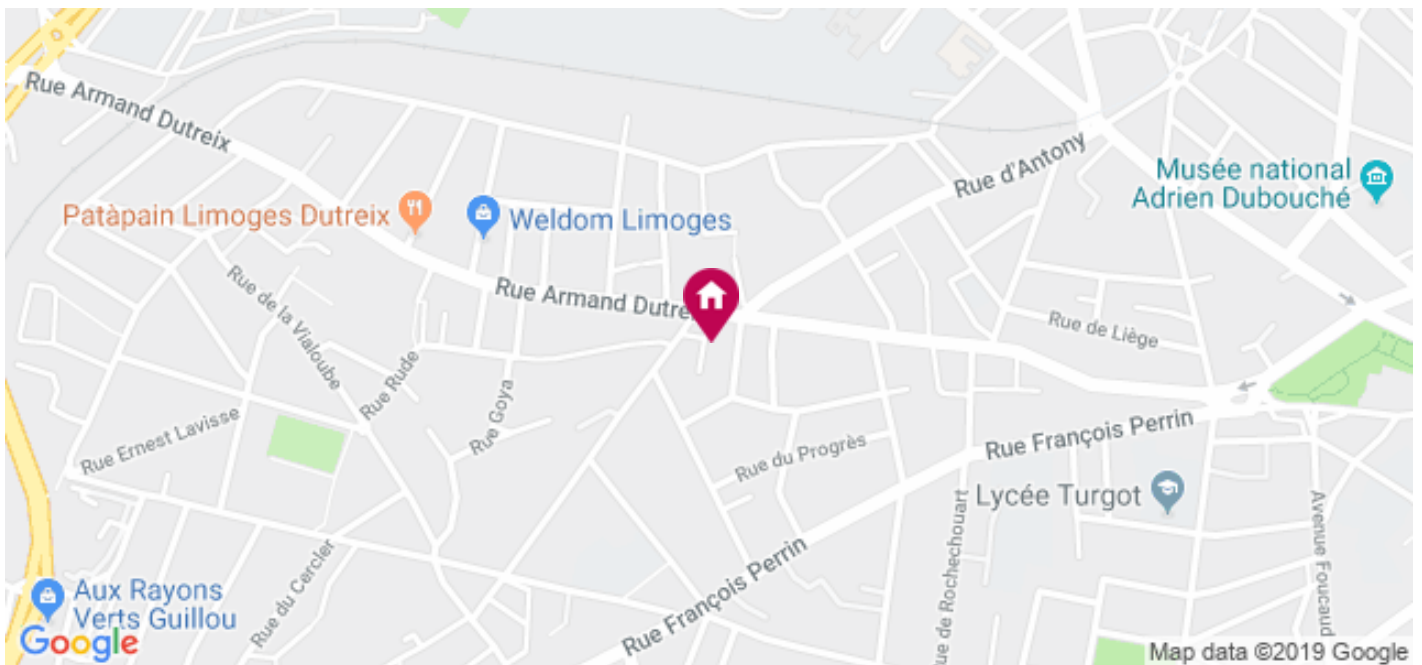 Rue Armand Dutreix
Rue d'Antony
Musée national
Adrien Dubouché
Patàpain Limoges Dutreix
Weldom Limoges
Rue de la Vialoube
Rue Armand Dutre
Rue de Liège
Rue Rude
Rue Goya
Rue Ernest Lavisse
Rue François Perrin
Rue du Progrès
Lycée Turgot
Rue du Cercler
Rue François Perrin
ue de Rochechouart
Avenue Foucaud
Aux Rayons
Verts Guillou
Google
Map data ©2019 Google